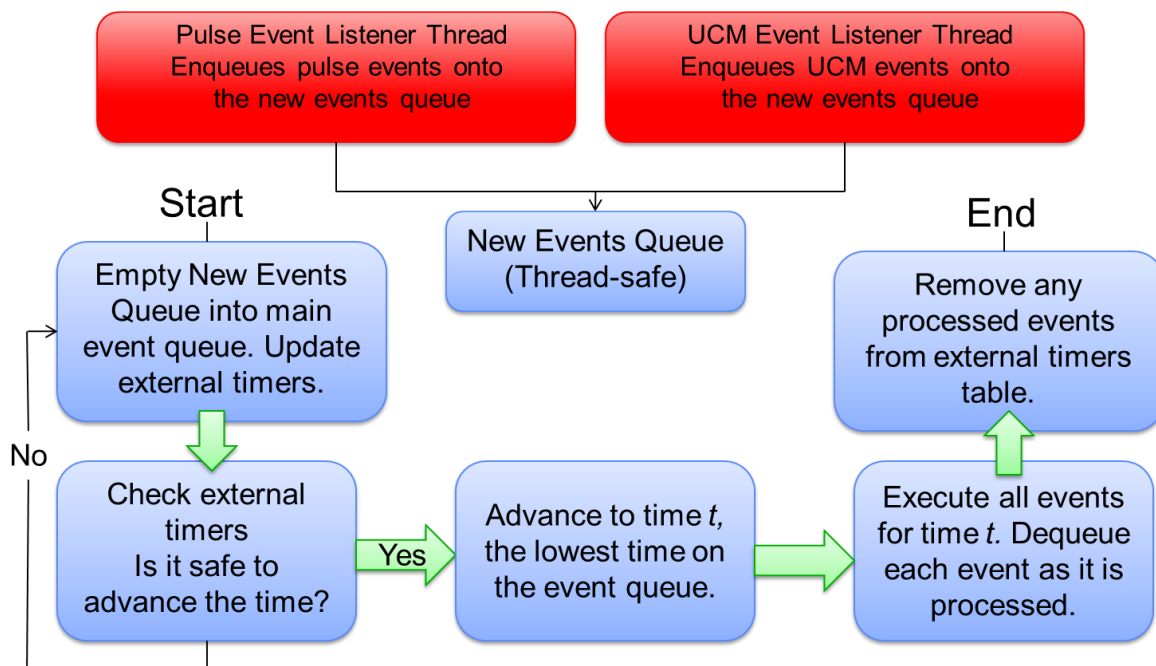 Pulse Event Listener Thread
Enqueues pulse events onto
the new events queue
UCM Event Listener Thread
Enqueues UCM events onto
the new events queue
Start
End
New Events Queue
(Thread-safe)
Empty New Events
Queue into main
event queue. Update
external timers.
Remove any
processed events
from external timers
table.
No
Check external
timers
Is it safe to
advance the time?
Yes
Advance to time t,
the lowest time on
the event queue.
Execute all events
for time t. Dequeue
each event as it is
processed.